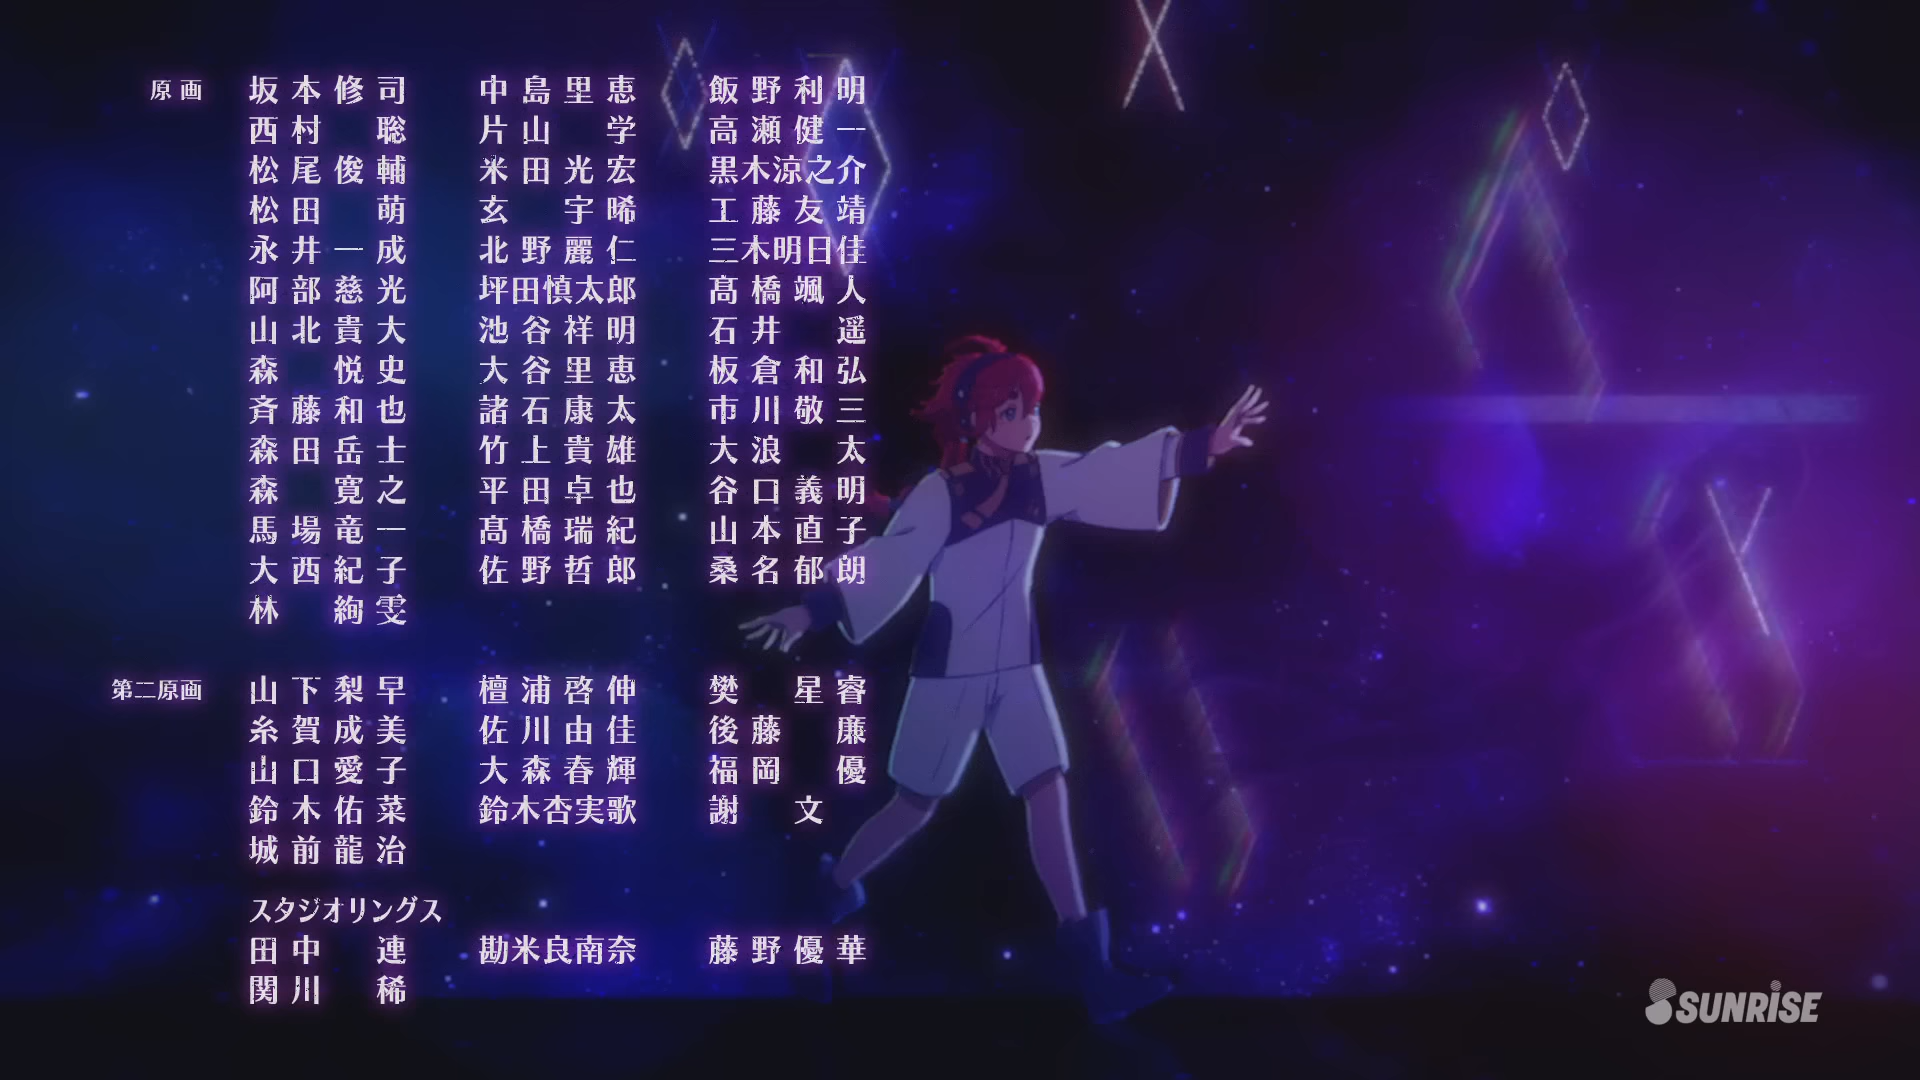 原画 坂本修司 中島里恵 飯野利明
西村 聡 片山 学 高瀬健一
松尾俊輔 米田光宏 黒木涼之介
松田 萌 玄 宇晞 工藤友靖
永井一成 北野麗仁 三木明日佳
阿部慈光 坪田慎太郎 髙橋颯人
山北貴大 池谷祥明 石井 遥
森 悦史 大谷里恵 板倉和弘
斉藤和也 諸石康太 市川敬三
森田岳士 竹上貴雄 大浪 太
森 寛之 平田卓也 谷口義明
馬場竜一 髙橋瑞紀 山本直子
大西紀子 佐野哲郎 桑名郁朗
林 絢雯
第二原画 山下梨早 檀浦啓伸 樊 星睿
糸賀成美 佐川由佳 後藤 廉
山口愛子 大森春輝 福岡 優
鈴木佑菜 鈴木杏実歌 謝 文
城前龍治
スタジオリングス
田中 連 勘米良南奈 藤野優華
関川 稀
SUNRISE